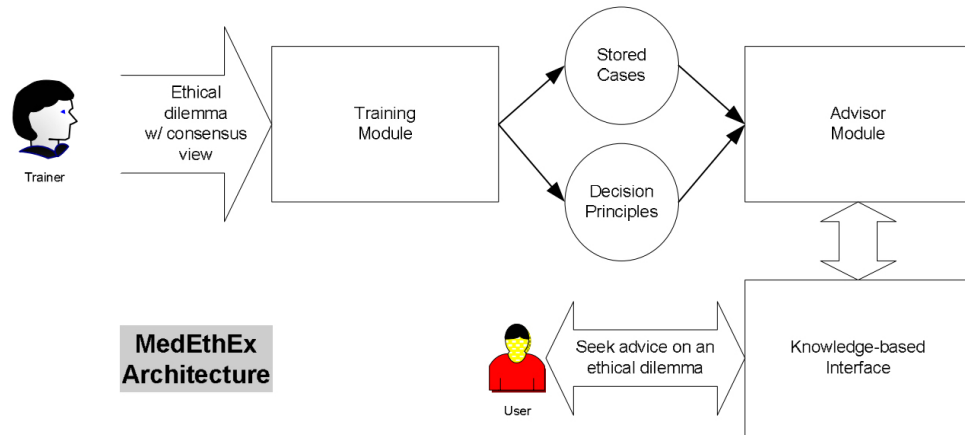 Trainer
Ethical
dilemma
w/ consensus
view
Training
Module
Stored
Cases
Decision
Principles
Advisor
Module
MedEthEx
Architecture
User
Seek advice on an
ethical dilemma
Knowledge-based
Interface